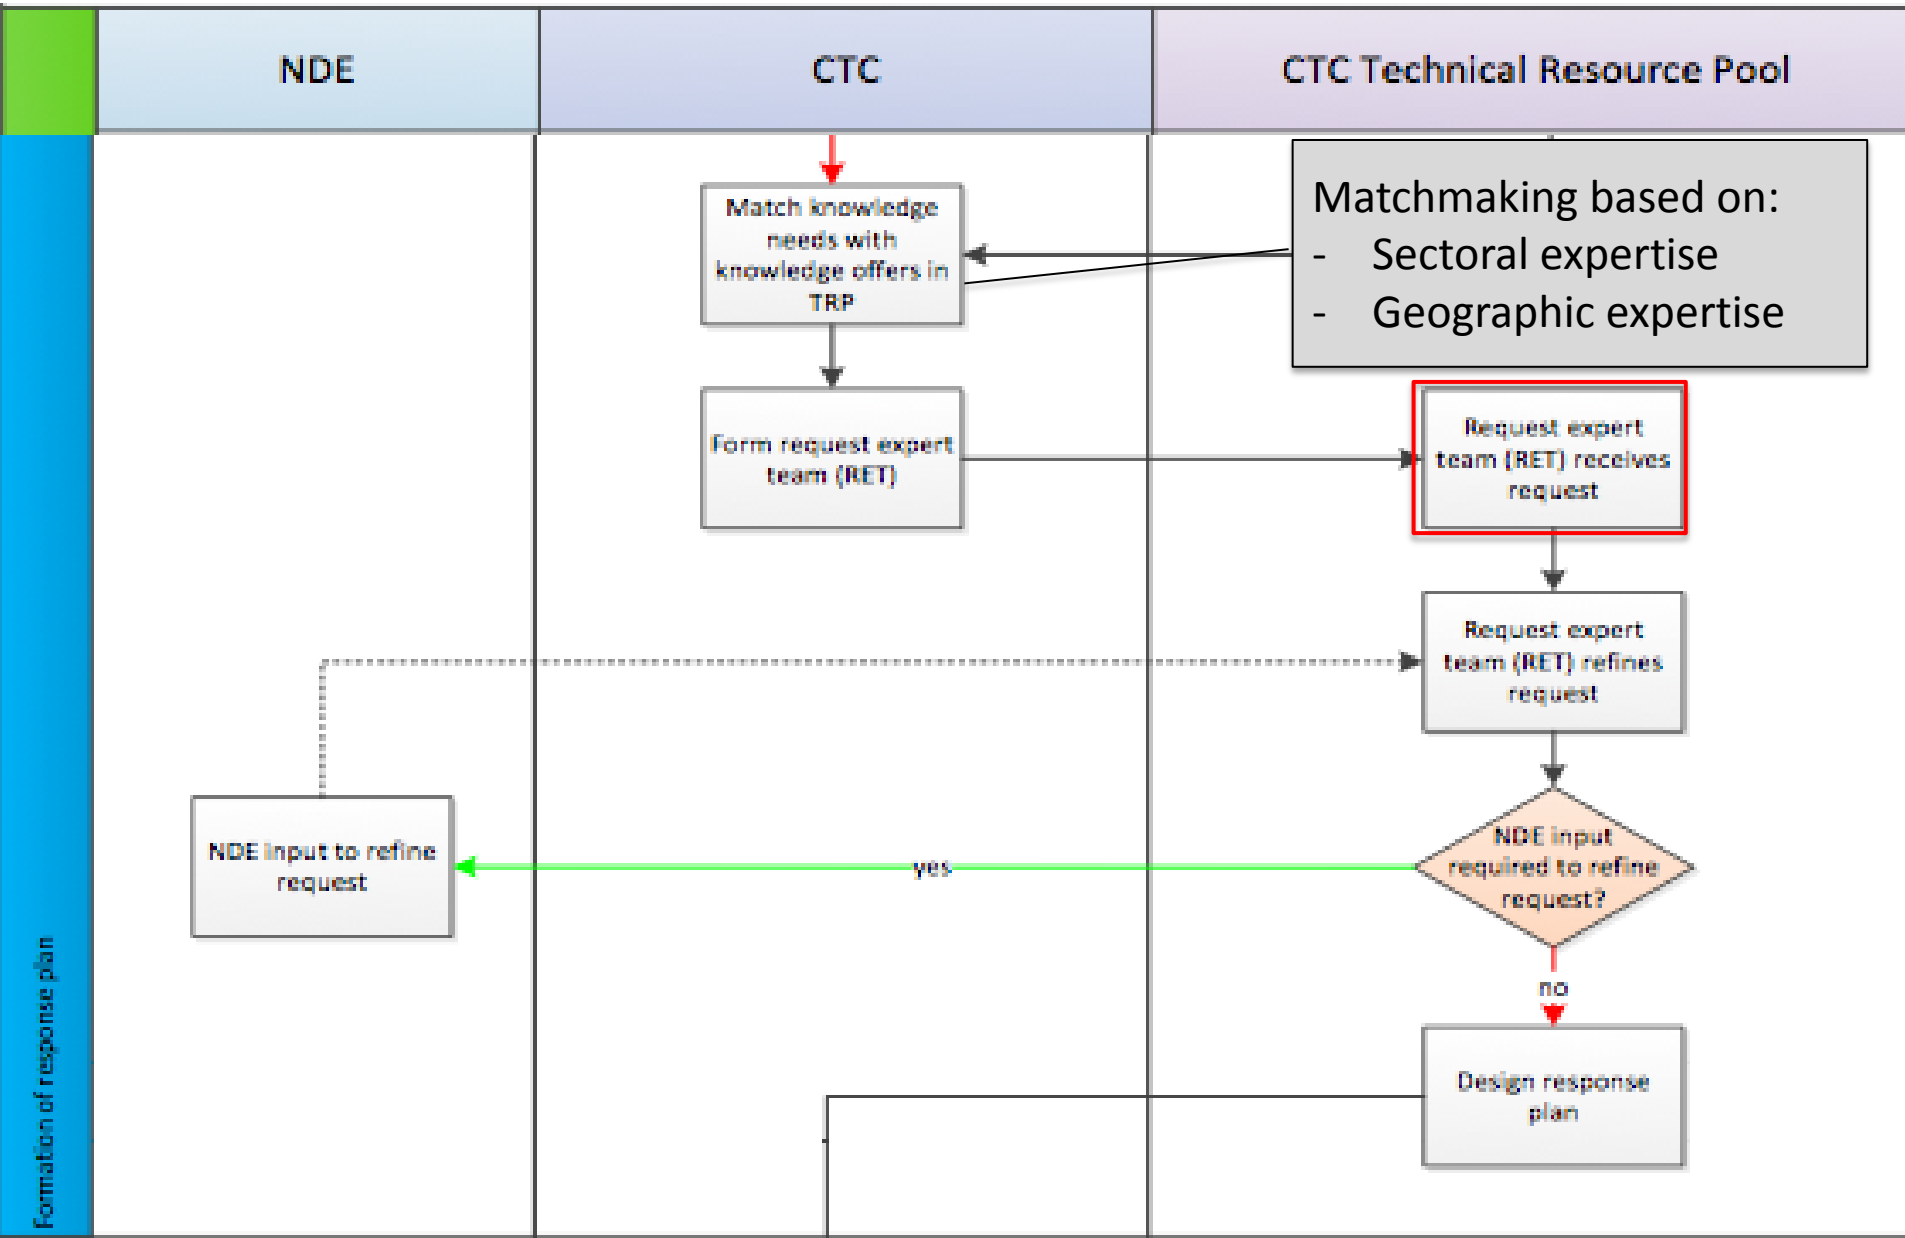 NDE
CTC
CTC Technical Resource Pool
Match knowledge
needs with
knowledge offers in
TRP
Matchmaking based on:
- Sectoral expertise
- Geographic expertise
Form request expert
team (RET)
Request expert
team (RET) receives
request
Request expert
team (RET) refines
request
NDE input to refine
request
yes
NDE input
required to refine
request?
no
Design response
plan
Formation of response plan